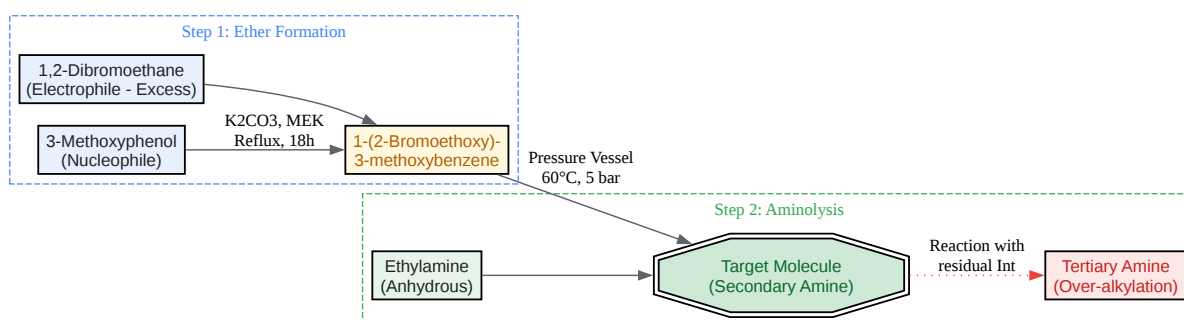 Step 1: Ether Formation
1,2-Dibromoethane
(Electrophile - Excess)
3-Methoxyphenol
(Nucleophile)
K2CO3, MEK
Reflux, 18h
1-(2-Bromoethoxy)-
3-methoxybenzene
Pressure Vessel
60°C, 5 bar
Step 2: Aminolysis
Ethylamine
(Anhydrous)
Target Molecule
(Secondary Amine)
Reaction with
residual Int
Tertiary Amine
(Over-alkylation)